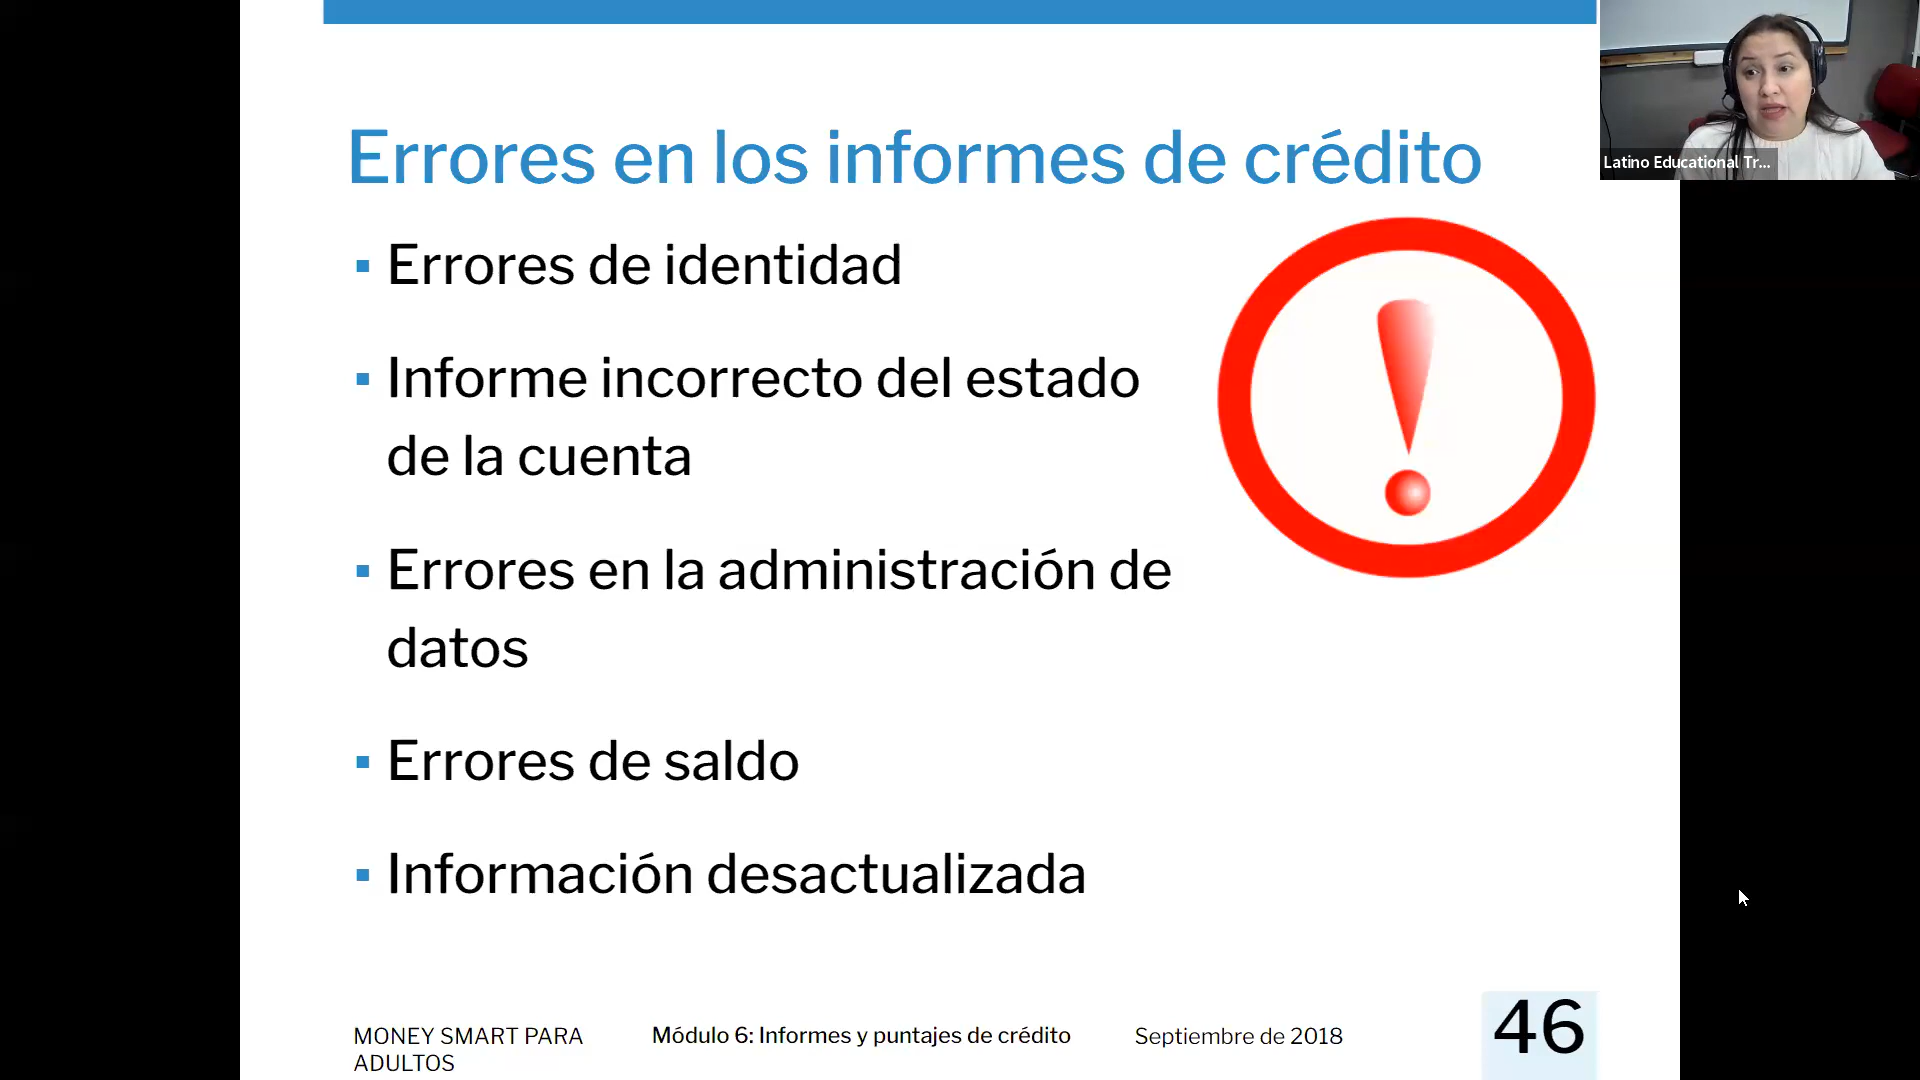 Errores en los informes de crédito
▪ Errores de identidad
▪ Informe incorrecto del estado
de la cuenta
▪ Errores en la administración de
datos
▪ Errores de saldo
▪ Información desactualizada
MONEY SMART PARA
ADULTOS
Módulo 6: Informes y puntajes de crédito
Septiembre de 2018
46
Latino Educational Tr...